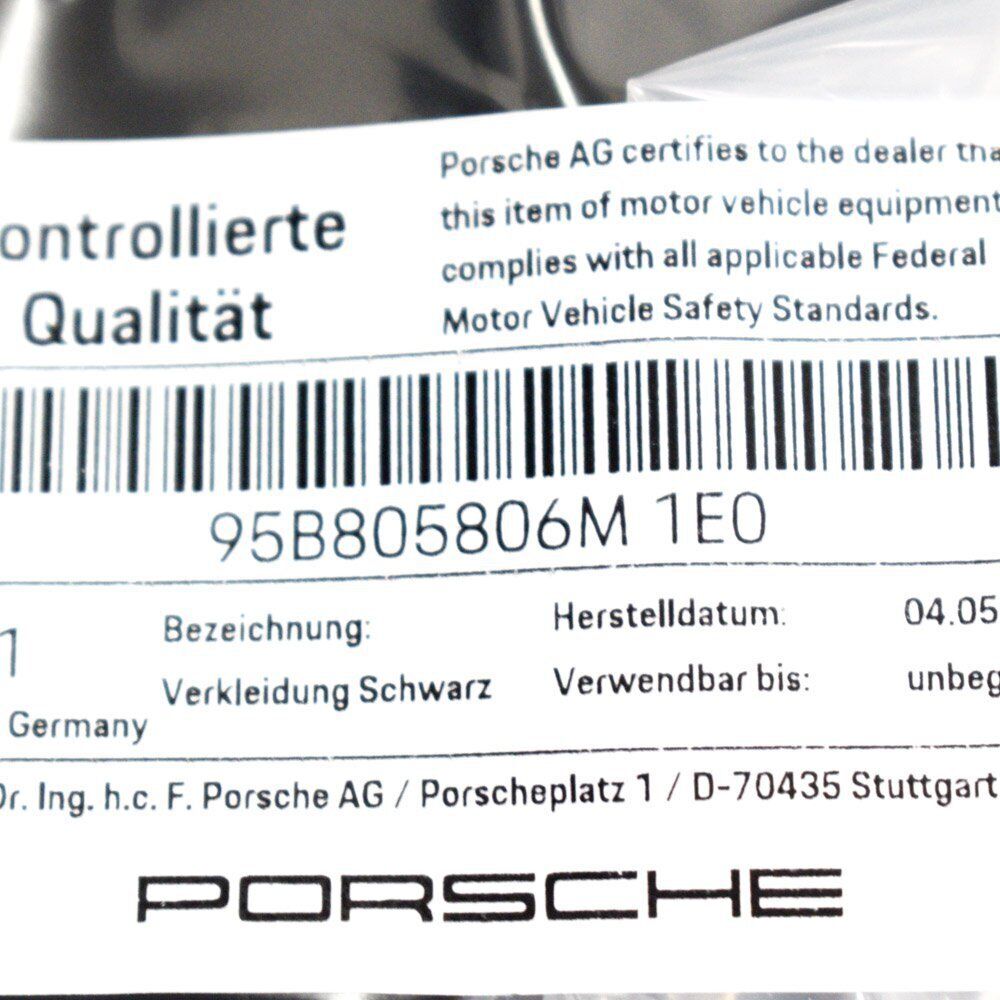 ontrollierte
Qualität
Porsche AG certifies to the dealer tha
this item of motor vehicle equipment
complies with all applicable Federal
Motor Vehicle Safety Standards.
95B805806M 1E0
1
Germany
Bezeichnung:
Verkleidung Schwarz
Herstelldatum: 04.05
Verwendbar bis: unbeg
Dr. Ing. h.c. F. Porsche AG / Porscheplatz 1 / D-70435 Stuttgart
PORSCHE